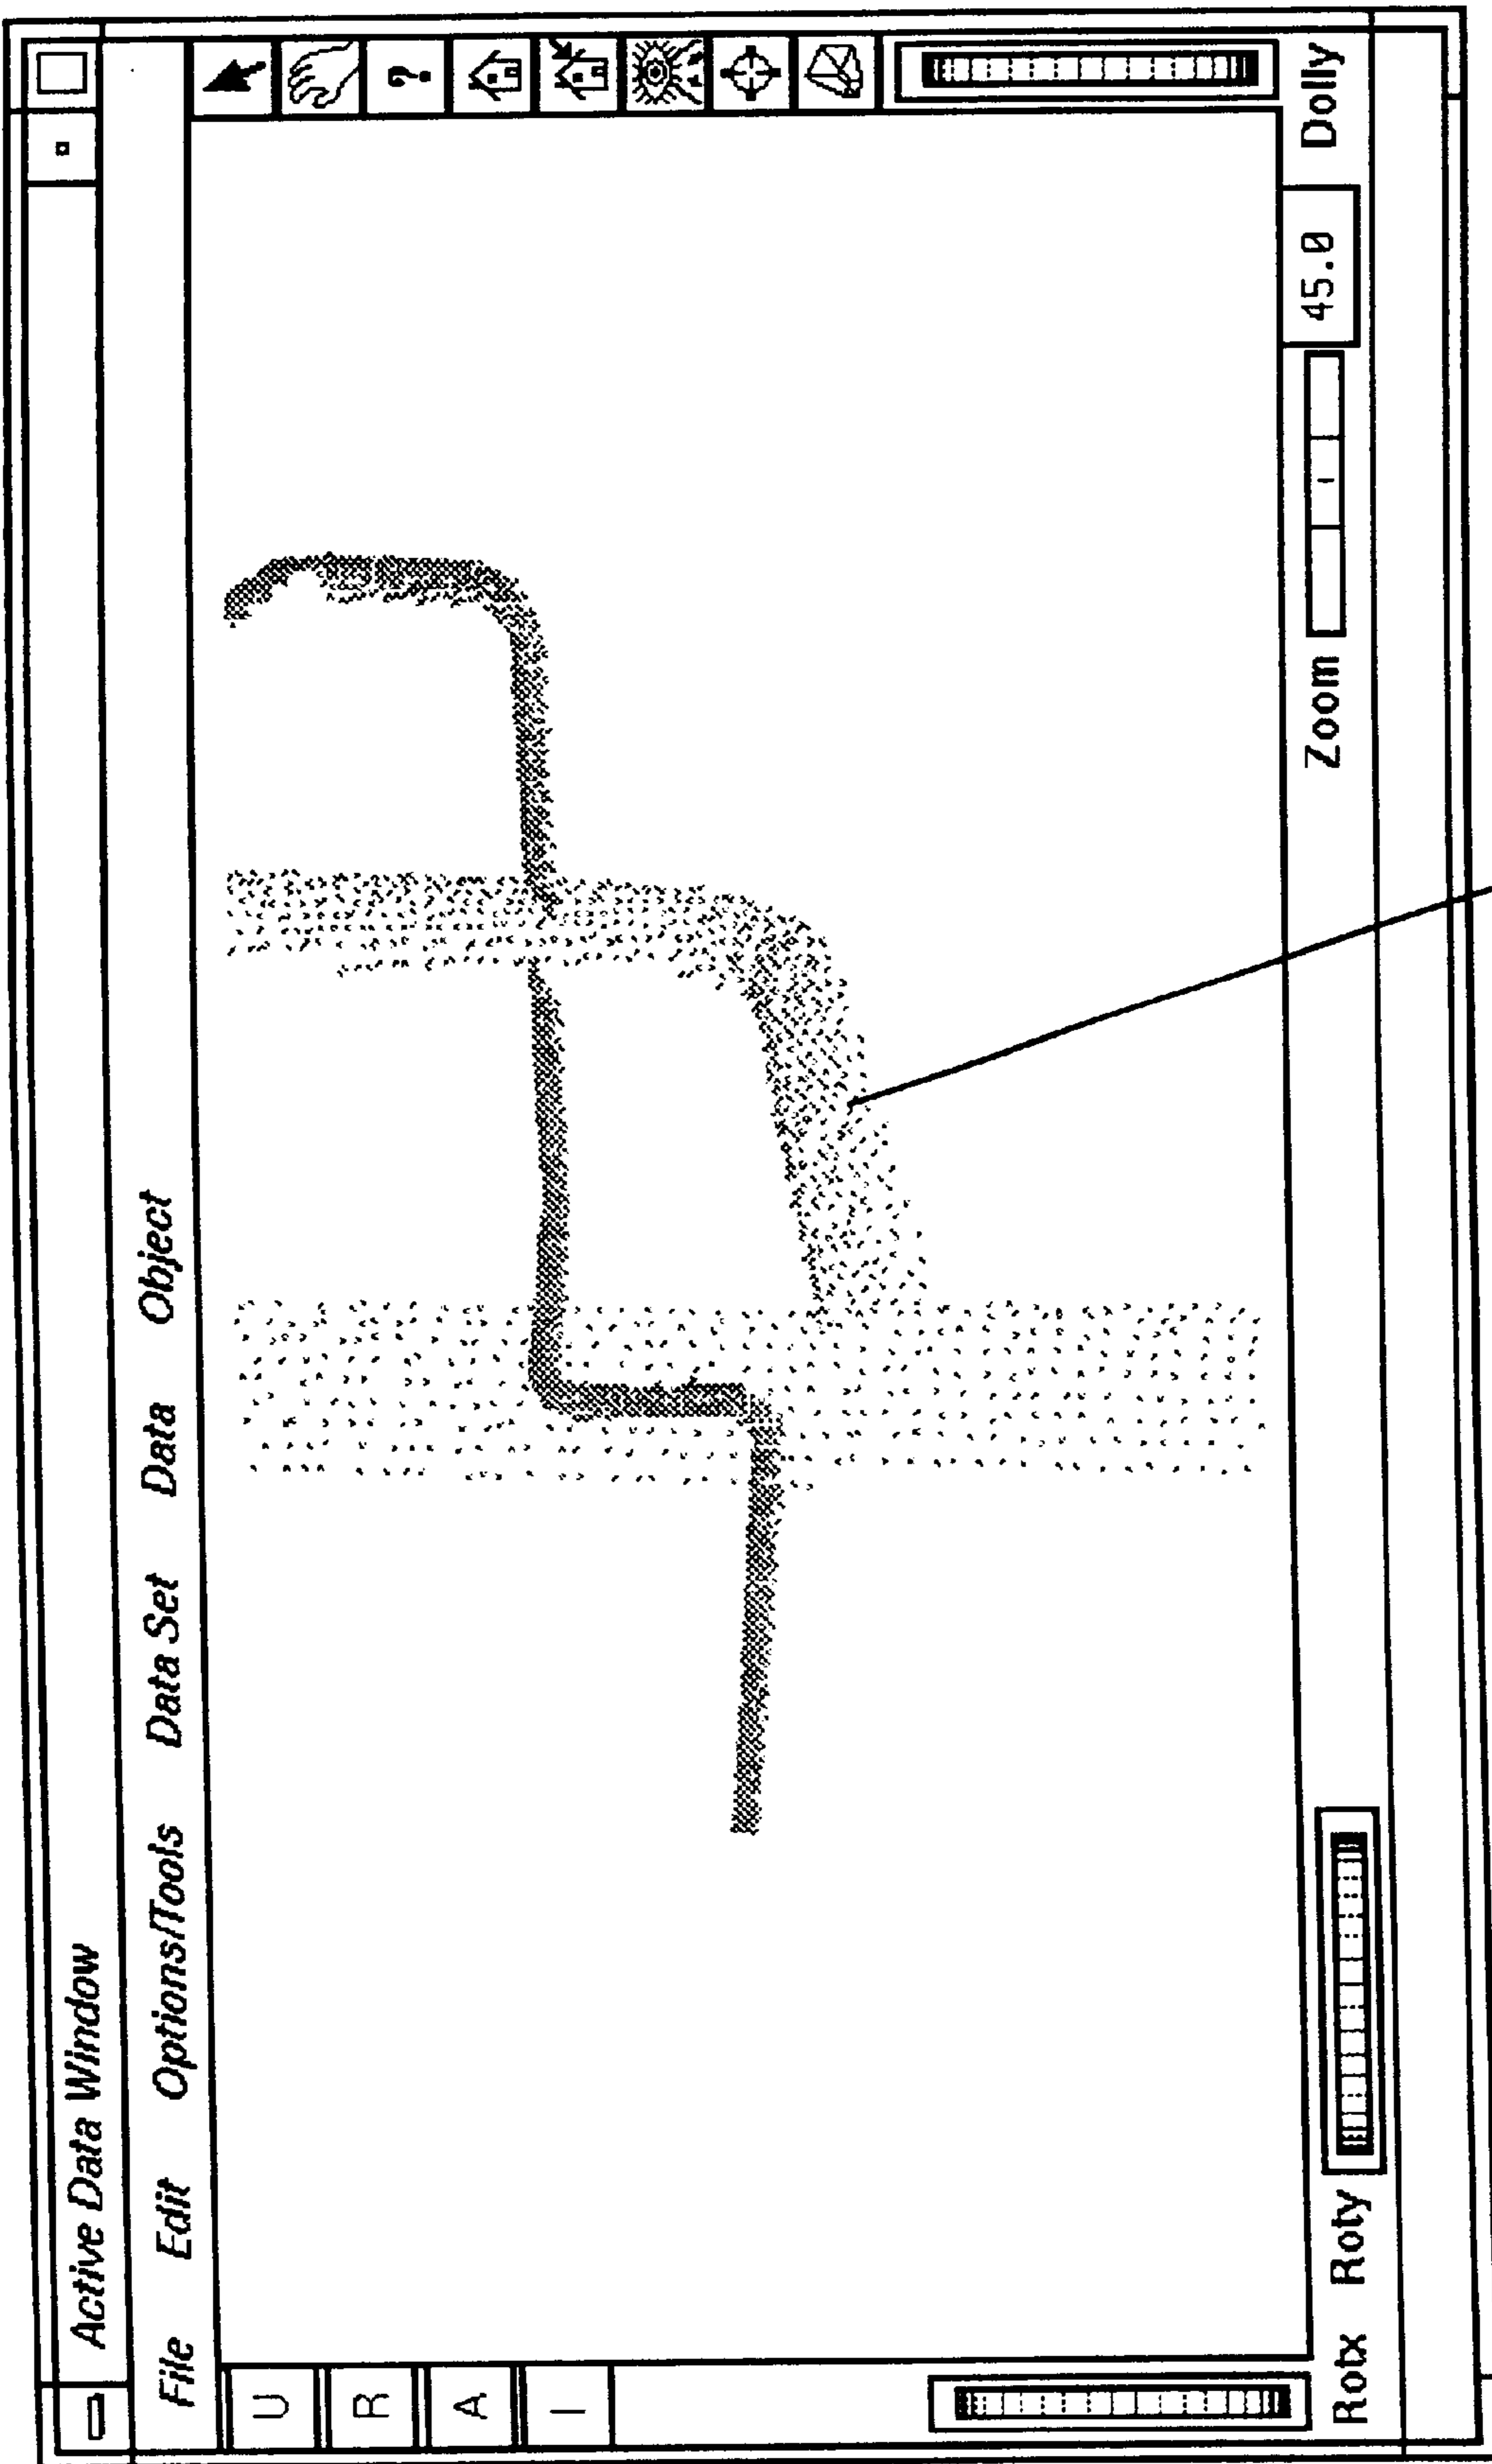 Active Data Window
File Edit Options/Tools Data Set Data Object
U
R
A
I
?
Rotx Roty Zoom 45.0 Dolly